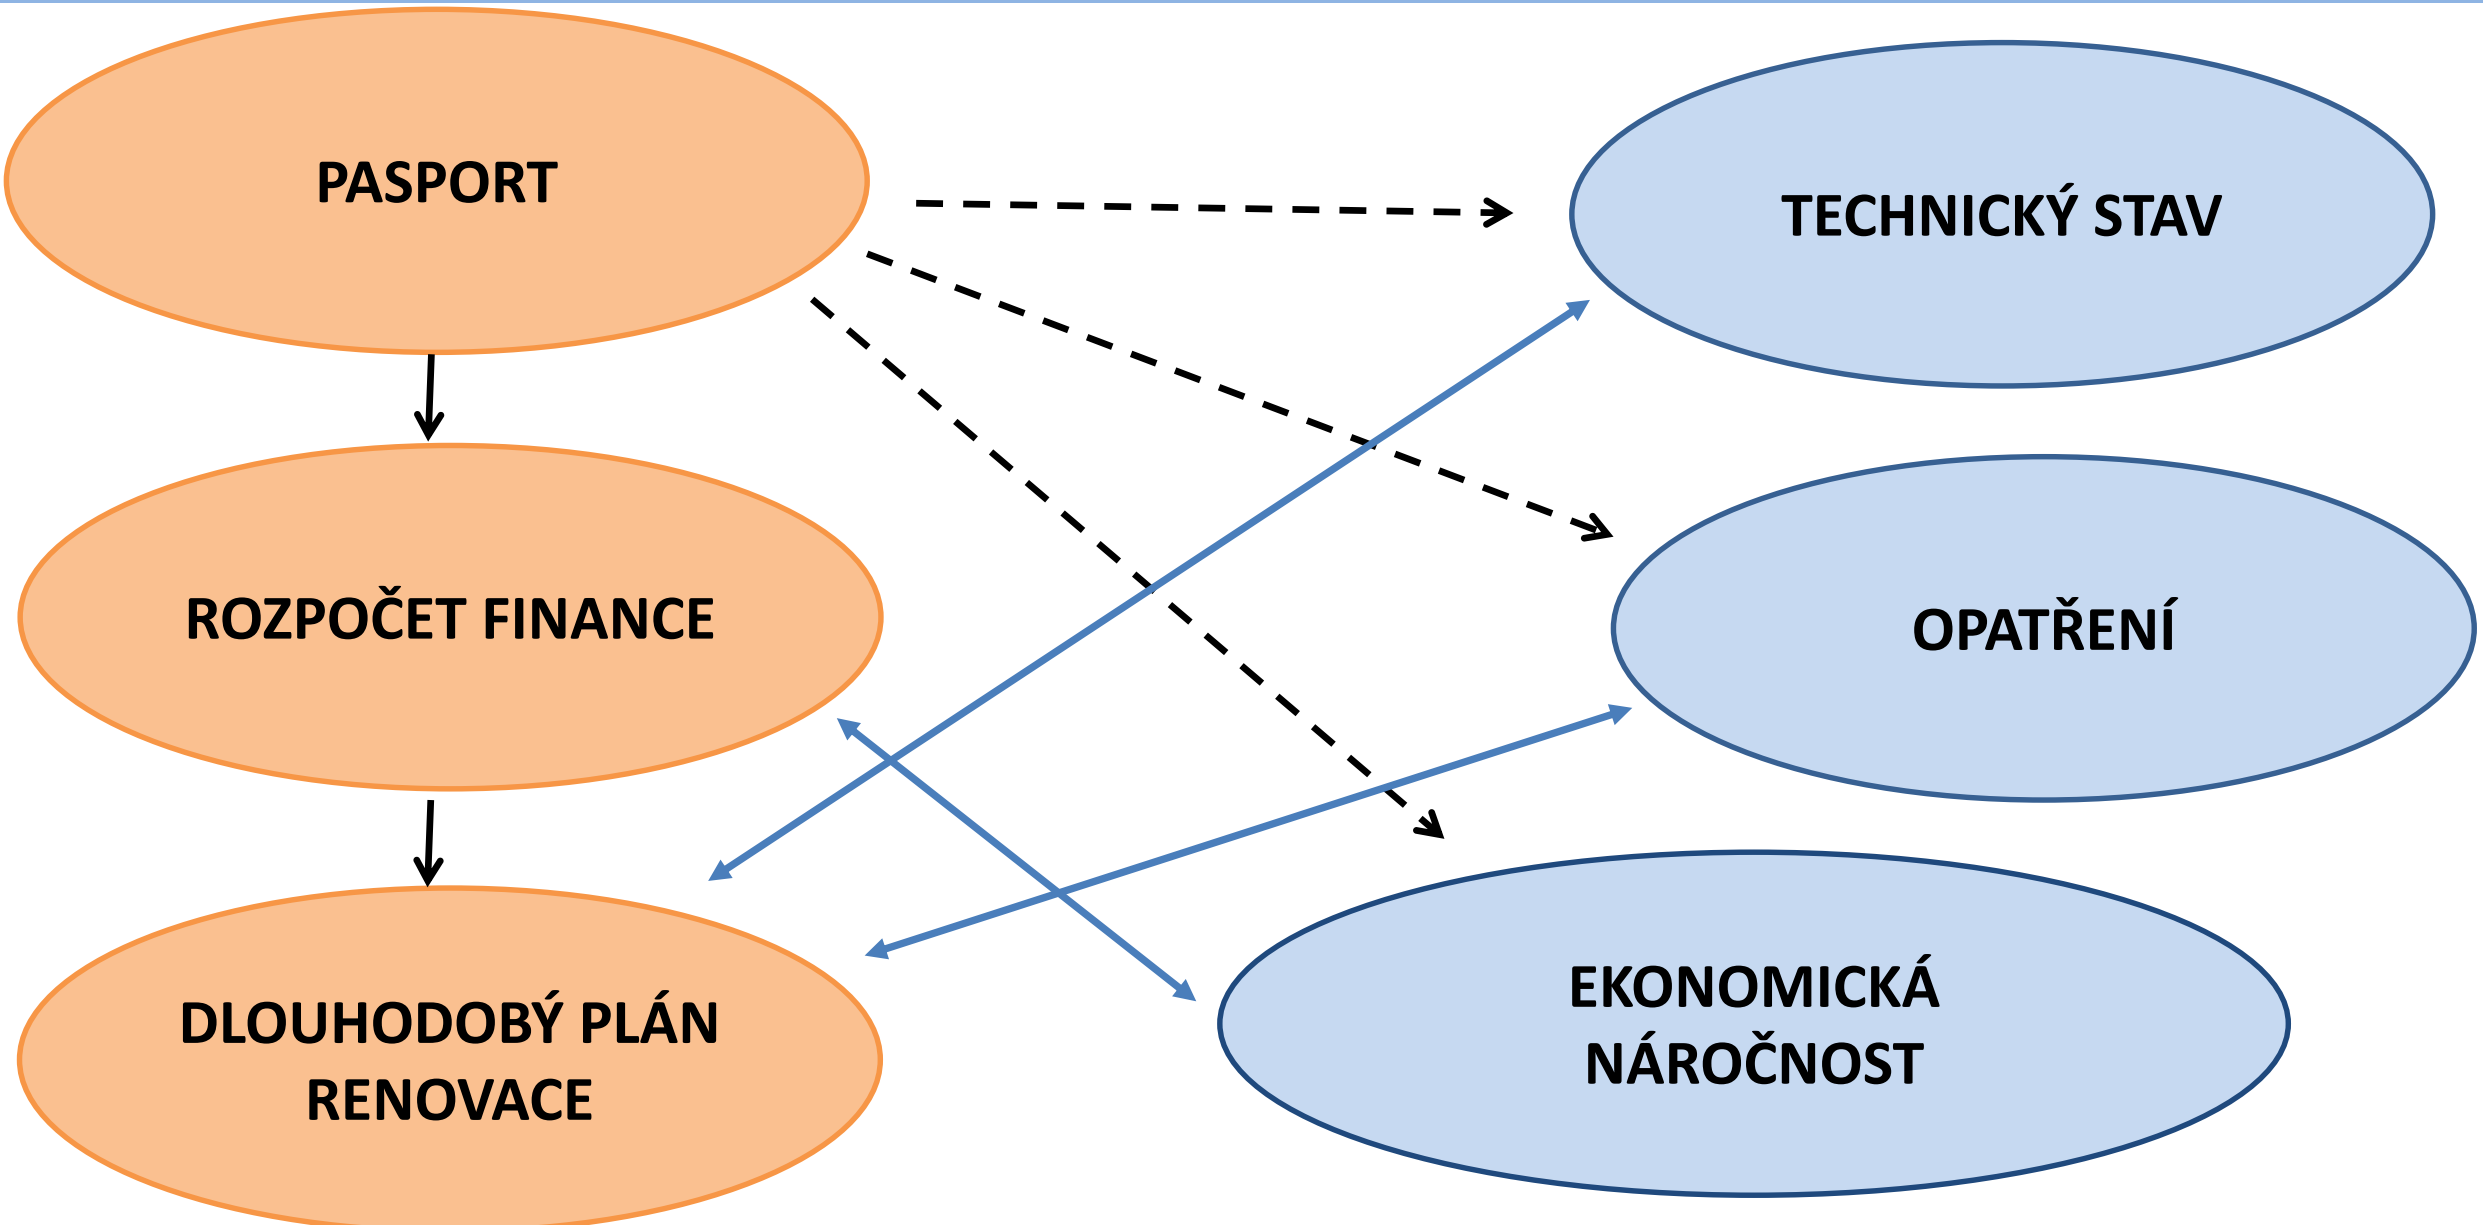 PASPORT
TECHNICKÝ STAV
ROZPOČET FINANCE
OPATŘENÍ
DLOUHODOBÝ PLÁN
RENOVACE
EKONOMICKÁ
NÁROČNOST